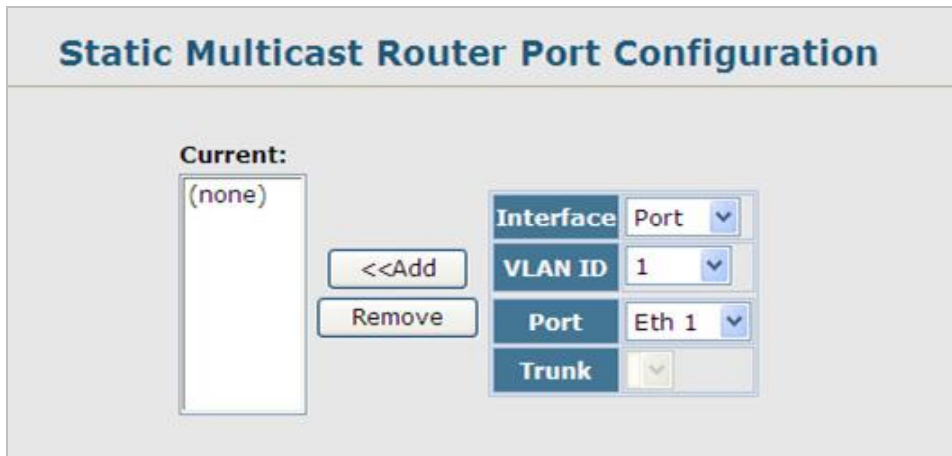 Static Multicast Router Port Configuration
Current:
(none)
<<Add
Remove
Interface Port
VLAN ID 1
Port Eth 1
Trunk